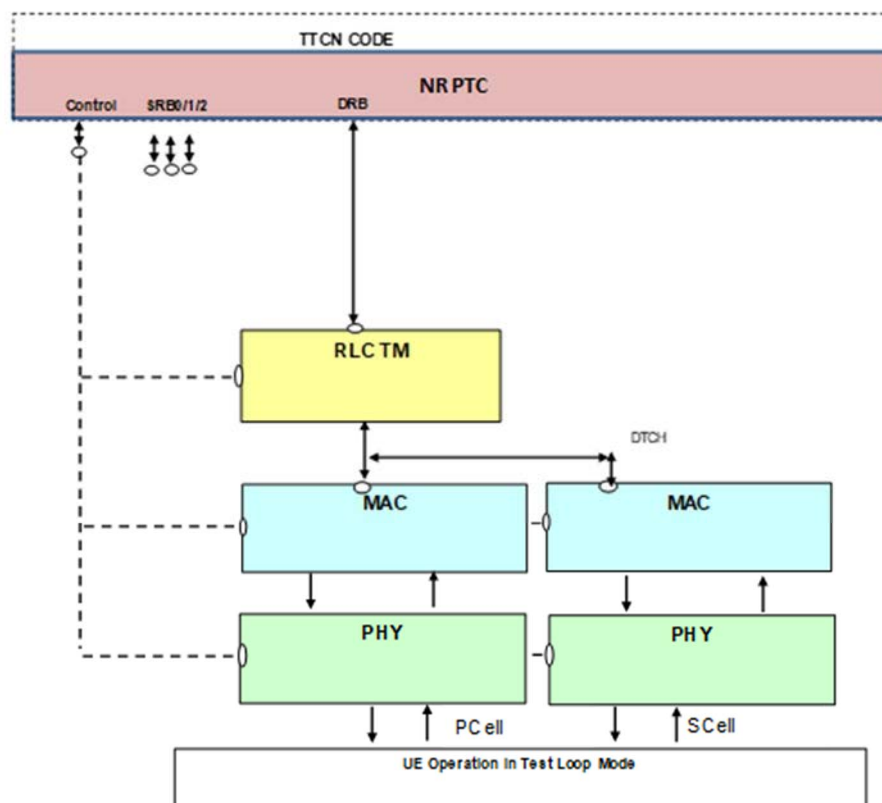 TTCN CODE
NR PTC
Control SRB0/1/2 DRB
RLC TM
DTCH
MAC MAC
PHY PHY
PCell SCell
UE Operation in Test Loop Mode